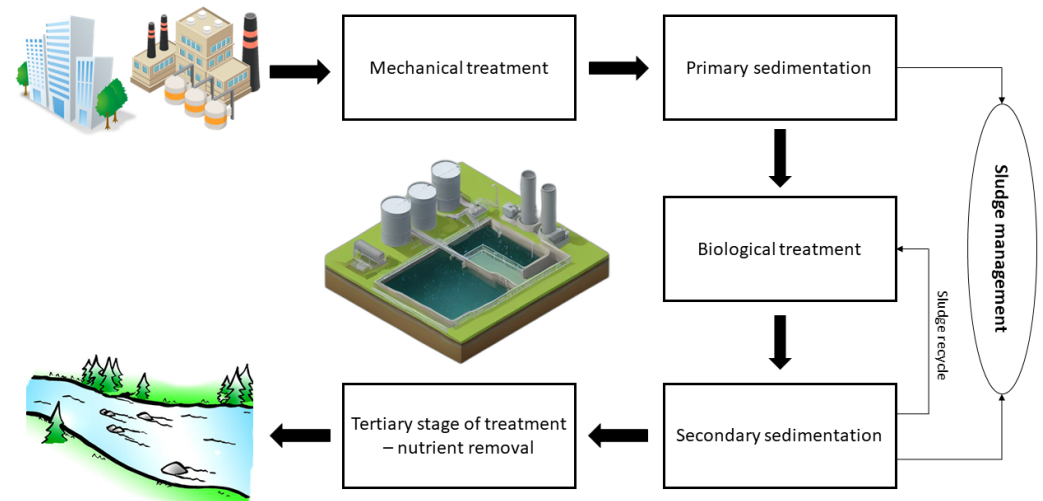 Mechanical treatment
Primary sedimentation
Sludge management
Biological treatment
Sludge recycle
Tertiary stage of treatment
– nutrient removal
Secondary sedimentation